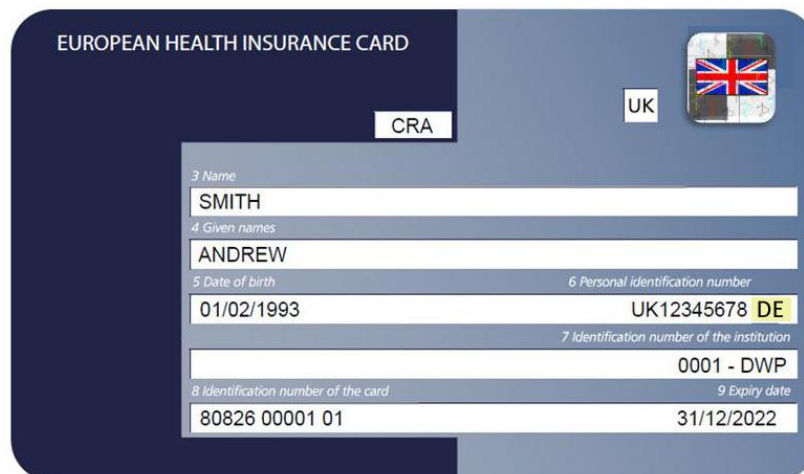 EUROPEAN HEALTH INSURANCE CARD
UK
CRA
3 Name
SMITH
4 Given names
ANDREW
5 Date of birth 6 Personal identification number
01/02/1993 UK12345678 DE
7 Identification number of the institution
0001 - DWP
8 Identification number of the card 9 Expiry date
80826 00001 01 31/12/2022